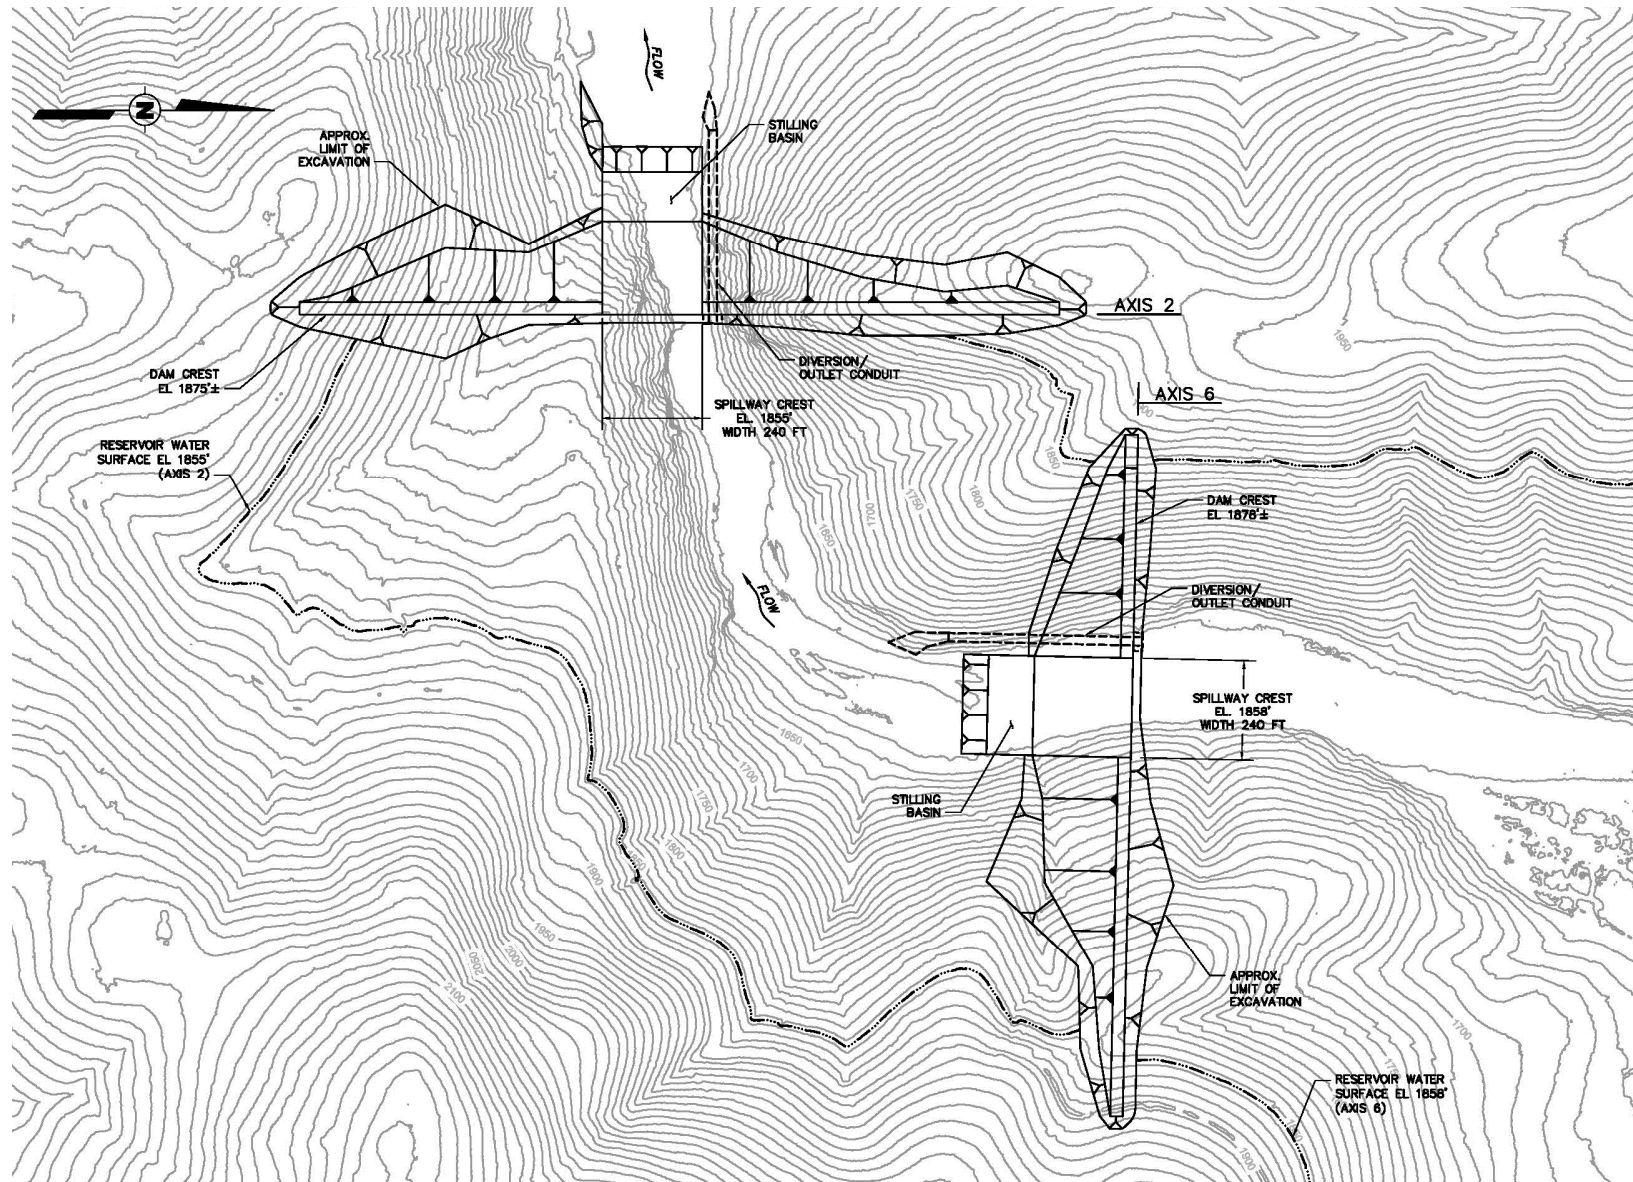 FLOW
STILLING
BASIN
N
APPROX.
LIMIT OF
EXCAVATION
AXIS 2
1950
DIVERSION/
OUTLET CONDUIT
DAM CREST
EL 1875'±
AXIS 6
SPILLWAY CREST
EL. 1855'
WIDTH 240 FT
RESERVOIR WATER
SURFACE EL 1855'
(AXIS 2)
1850
1800
1750
1700
1650
DAM CREST
EL 1876'±
FLOW
DIVERSION/
OUTLET CONDUIT
SPILLWAY CREST
EL. 1858'
WIDTH 240 FT
1650
1700
1750
1800
1850
1900
STILLING
BASIN
1950
2000
2050
2100
APPROX.
LIMIT OF
EXCAVATION
1700
RESERVOIR WATER
SURFACE EL 1858'
(AXIS 6)
1900